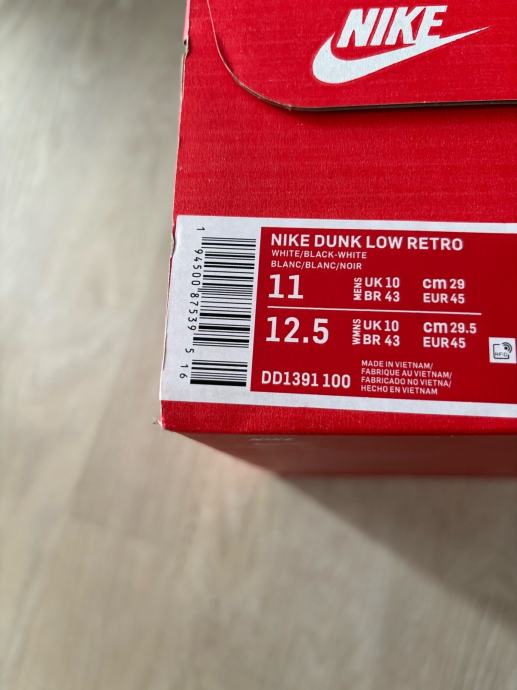 NIKE
NIKE DUNK LOW RETRO
WHITE/BLACK-WHITE
BLANC/BLANC/NOIR
11 MENS UK 10 cm 29
BR 43 EUR 45
12.5 WMNS UK 10 cm 29.5
BR 43 EUR 45
RFID
MADE IN VIETNAM/
FABRIQUE AU VIETNAM/
FABRICADO NO VIETNA/
HECHO EN VIETNAM
DD1391 100
1 94500 87539 5 16